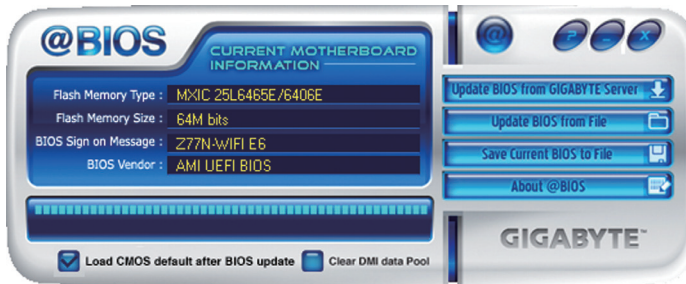 @BIOS
CURRENT MOTHERBOARD
INFORMATION
Flash Memory Type : MXIC 25L6465E/6406E
Flash Memory Size : 64M bits
BIOS Sign on Message : Z77N-WIFI E6
BIOS Vendor : AMI UEFI BIOS
Load CMOS default after BIOS update
Clear DMI data Pool
@ ? – X
Update BIOS from GIGABYTE Server
Update BIOS from File
Save Current BIOS to File
About @BIOS
GIGABYTE™